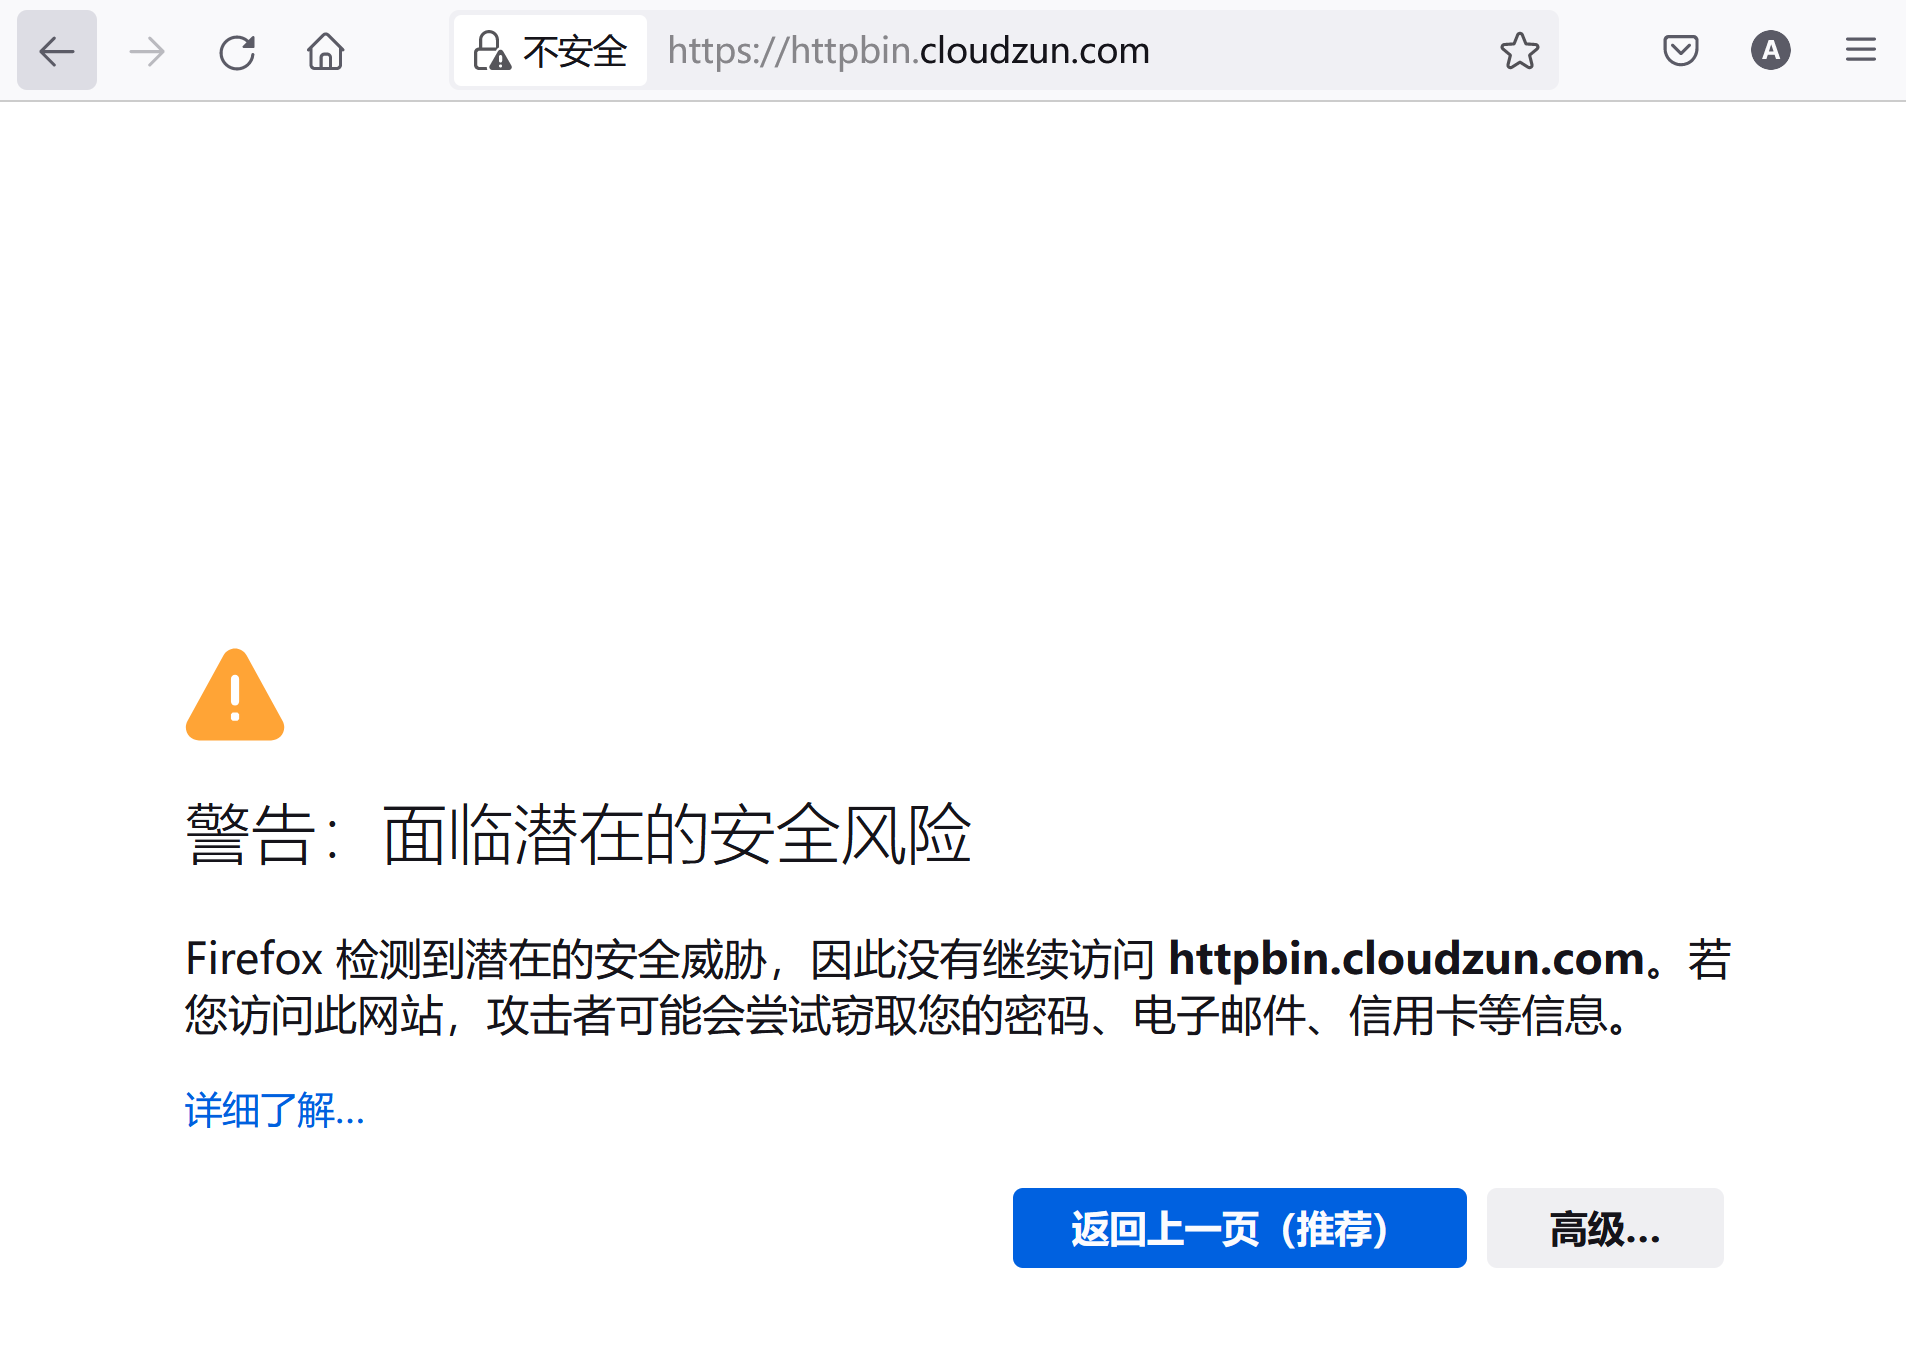 不安全 https://httpbin.cloudzun.com A
警告：面临潜在的安全风险
Firefox 检测到潜在的安全威胁，因此没有继续访问 httpbin.cloudzun.com。若
您访问此网站，攻击者可能会尝试窃取您的密码、电子邮件、信用卡等信息。
详细了解…
返回上一页（推荐） 高级…